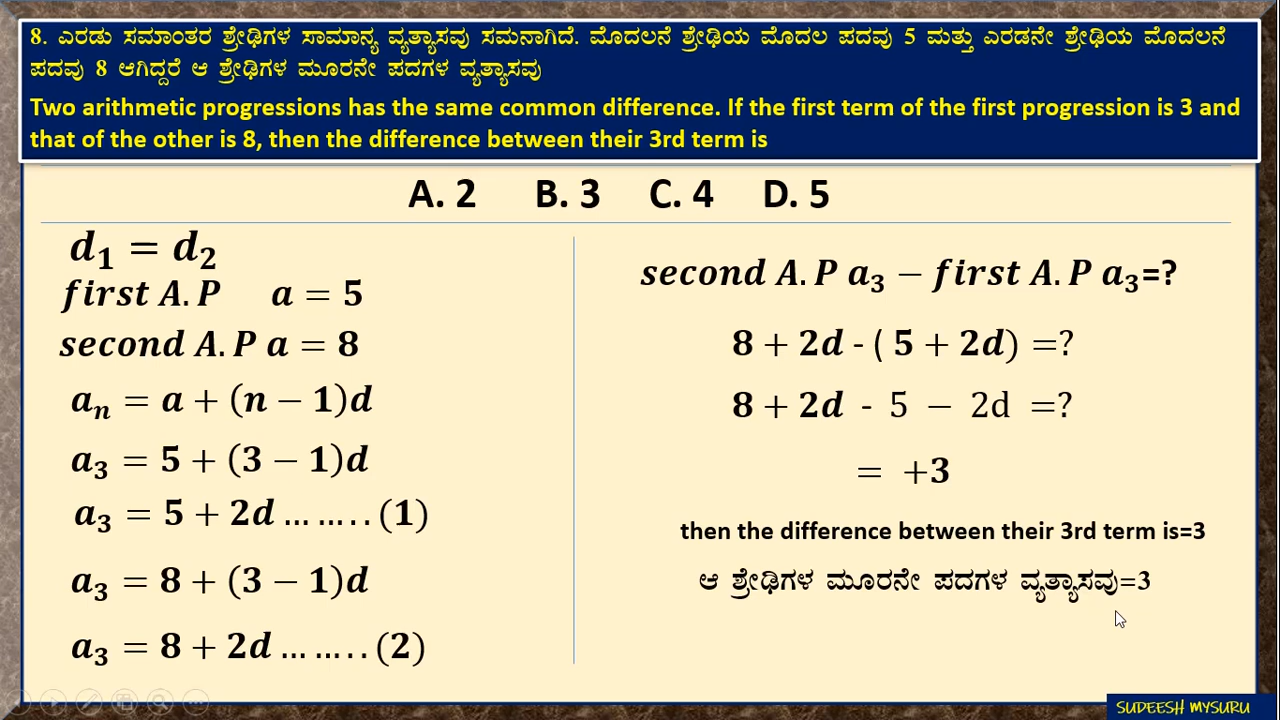 8. ಎರಡು ಸಮಾಂತರ ಶ್ರೇಢಿಗಳ ಸಾಮಾನ್ಯ ವ್ಯತ್ಯಾಸವು ಸಮನಾಗಿದೆ. ಮೊದಲನೆ ಶ್ರೇಢಿಯ ಮೊದಲ ಪದವು 5 ಮತ್ತು ಎರಡನೇ ಶ್ರೇಢಿಯ ಮೊದಲನೆ
ಪದವು 8 ಆಗಿದ್ದರೆ ಆ ಶ್ರೇಢಿಗಳ ಮೂರನೇ ಪದಗಳ ವ್ಯತ್ಯಾಸವು
Two arithmetic progressions has the same common difference. If the first term of the first progression is 3 and
that of the other is 8, then the difference between their 3rd term is
A. 2 B. 3 C. 4 D. 5
d₁ = d₂
first A.P a = 5
second A.P a = 8
aₙ = a + (n − 1)d
a₃ = 5 + (3 − 1)d
a₃ = 5 + 2d ... ... . . (1)
a₃ = 8 + (3 − 1)d
a₃ = 8 + 2d ... ... . . (2)
second A.P a₃ − first A.P a₃=?
8 + 2d - ( 5 + 2d) =?
8 + 2d - 5 − 2d =?
= +3
then the difference between their 3rd term is=3
ಆ ಶ್ರೇಢಿಗಳ ಮೂರನೇ ಪದಗಳ ವ್ಯತ್ಯಾಸವು=3
SUDEESH MYSURU